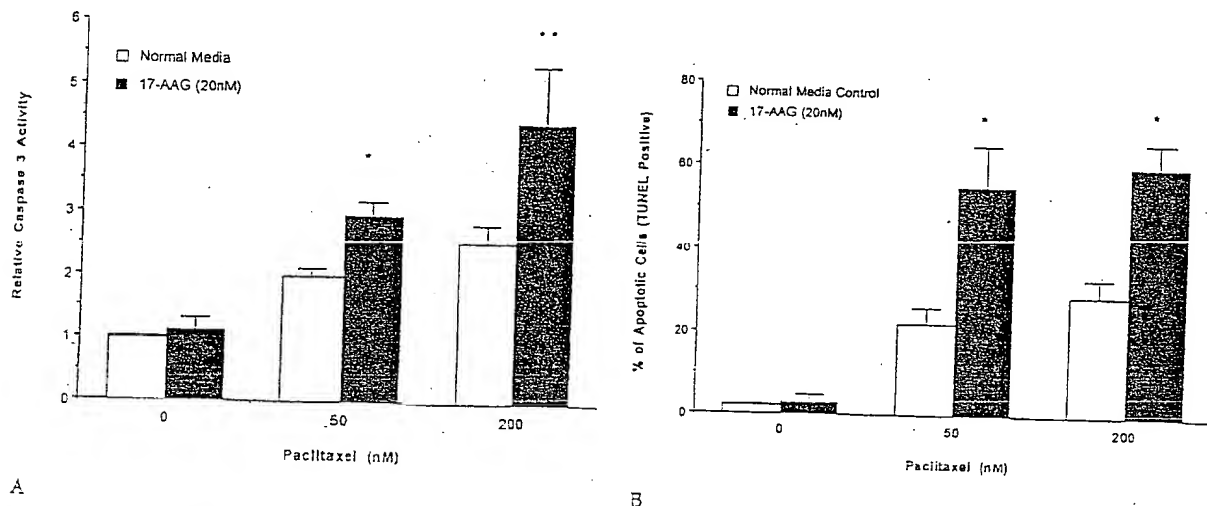 6
5
4
3
2
1
0
Relative Caspase 3 Activity
Normal Media
17-AAG (20nM)
*
**
0
50
200
Paclitaxel (nM)
A
80
60
40
20
0
% of Apoptotic Cells (TUNEL Positive)
Normal Media Control
17-AAG (20nM)
*
*
0
50
200
Paclitaxel (nM)
B